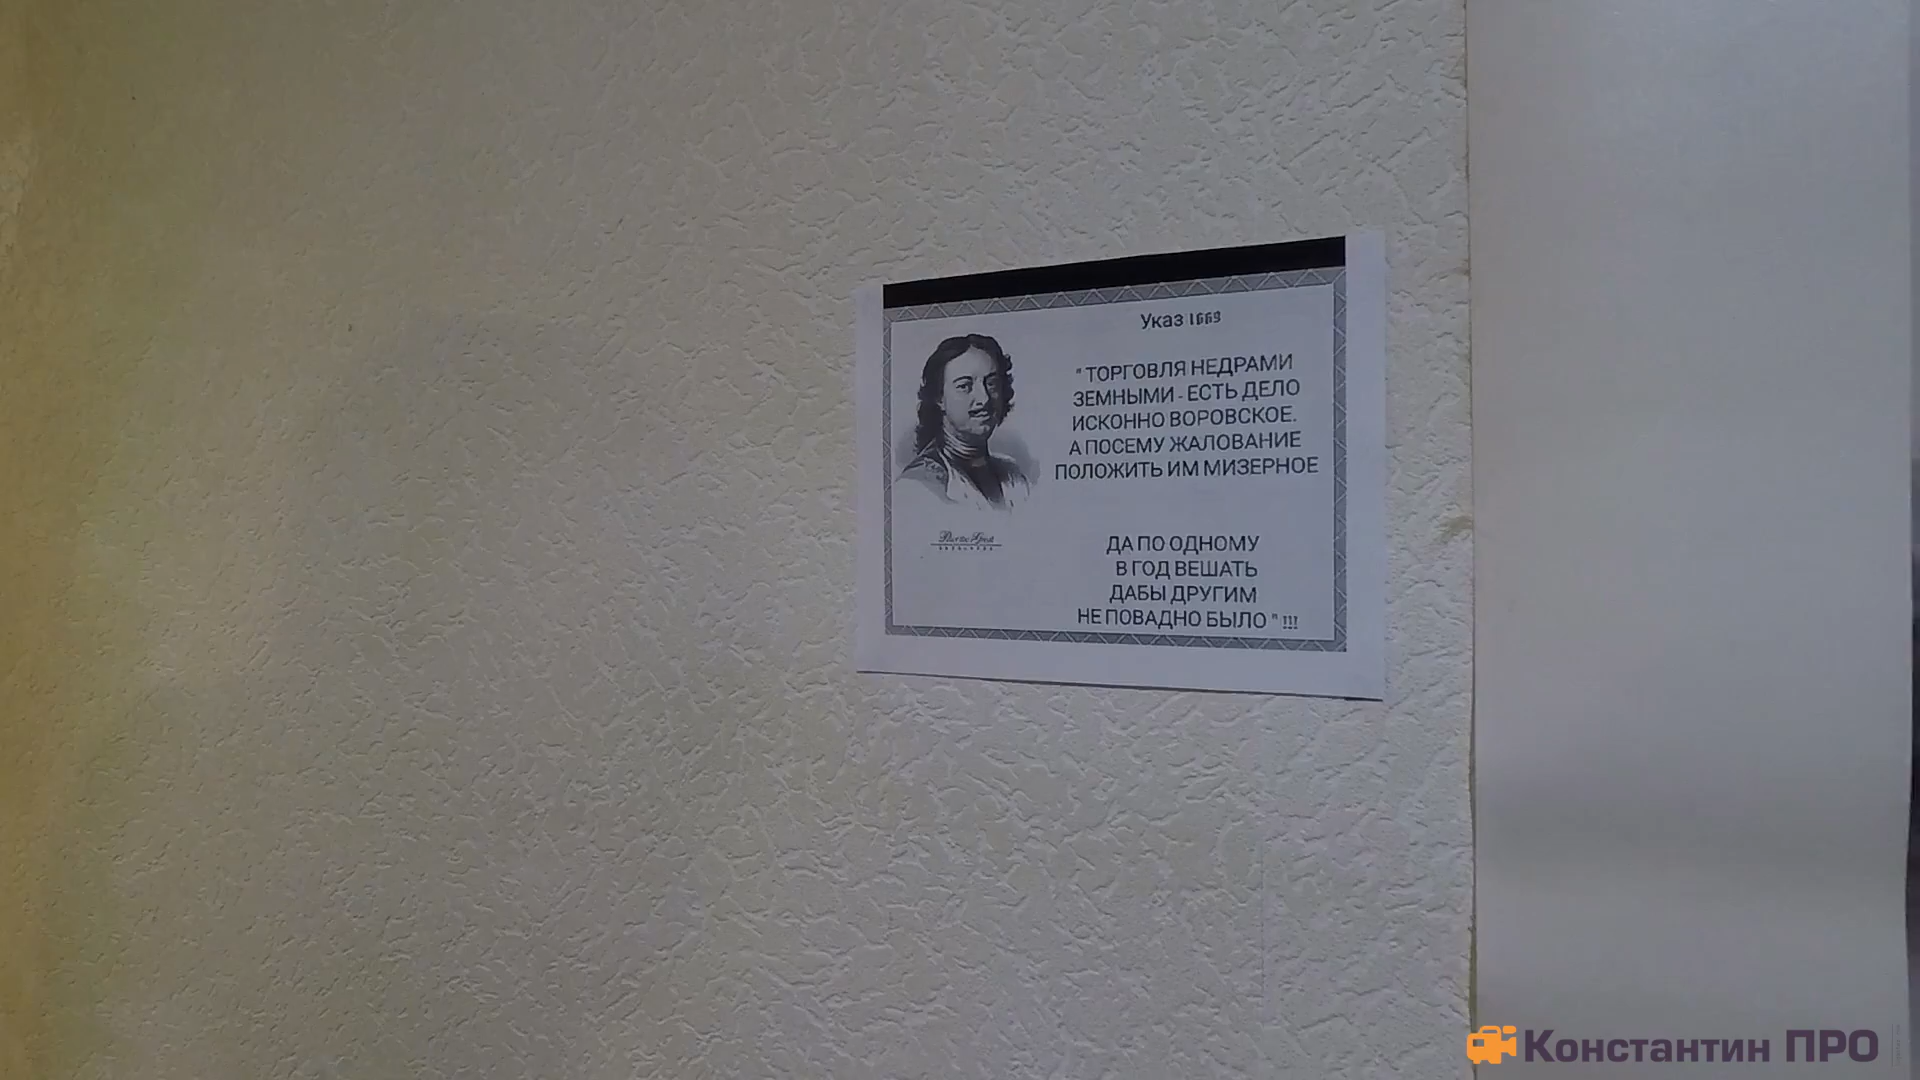 Указ 1669
" ТОРГОВЛЯ НЕДРАМИ
ЗЕМНЫМИ - ЕСТЬ ДЕЛО
ИСКОННО ВОРОВСКОЕ.
А ПОСЕМУ ЖАЛОВАНИЕ
ПОЛОЖИТЬ ИМ МИЗЕРНОЕ
ДА ПО ОДНОМУ
В ГОД ВЕШАТЬ
ДАБЫ ДРУГИМ
НЕ ПОВАДНО БЫЛО " !!!
Константин ПРО